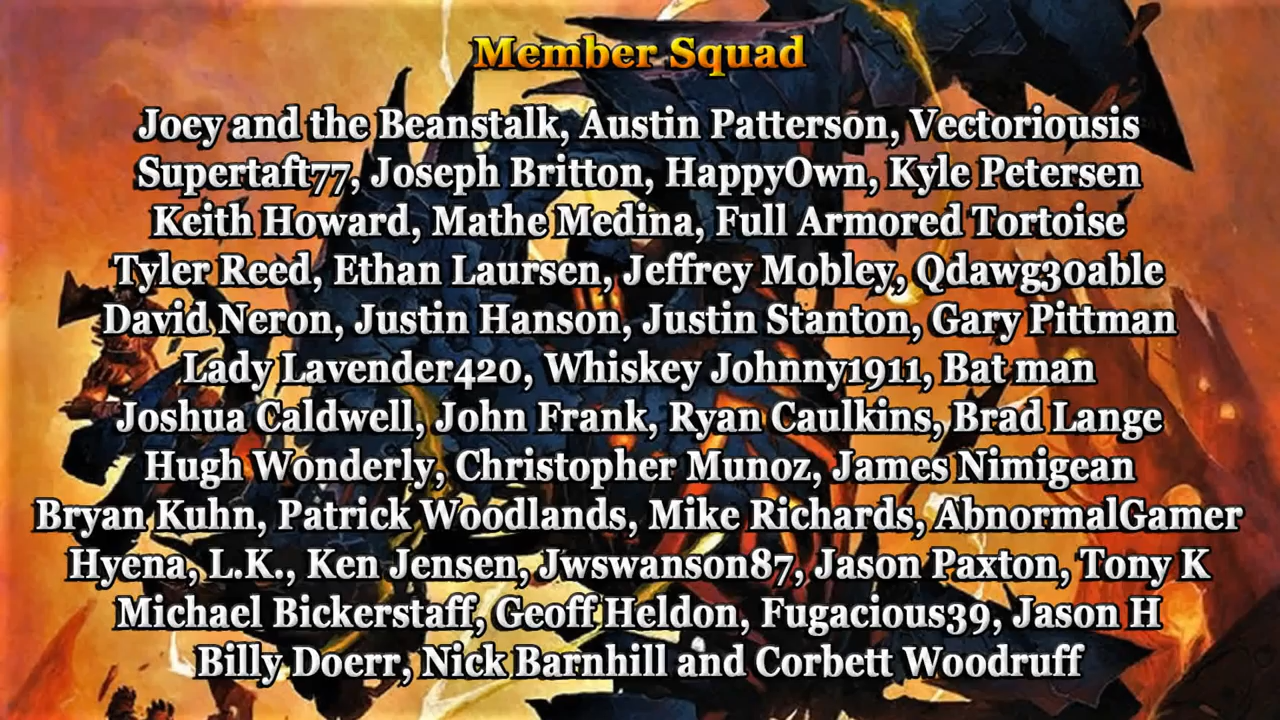 Member Squad
Joey and the Beanstalk, Austin Patterson, Vectoriousis
Supertaft77, Joseph Britton, HappyOwn, Kyle Petersen
Keith Howard, Mathe Medina, Full Armored Tortoise
Tyler Reed, Ethan Laursen, Jeffrey Mobley, Qdawg30able
David Neron, Justin Hanson, Justin Stanton, Gary Pittman
Lady Lavender420, Whiskey Johnny1911, Bat man
Joshua Caldwell, John Frank, Ryan Caulkins, Brad Lange
Hugh Wonderly, Christopher Munoz, James Nimigean
Bryan Kuhn, Patrick Woodlands, Mike Richards, AbnormalGamer
Hyena, L.K., Ken Jensen, Jwswanson87, Jason Paxton, Tony K
Michael Bickerstaff, Geoff Heldon, Fugacious39, Jason H
Billy Doerr, Nick Barnhill and Corbett Woodruff